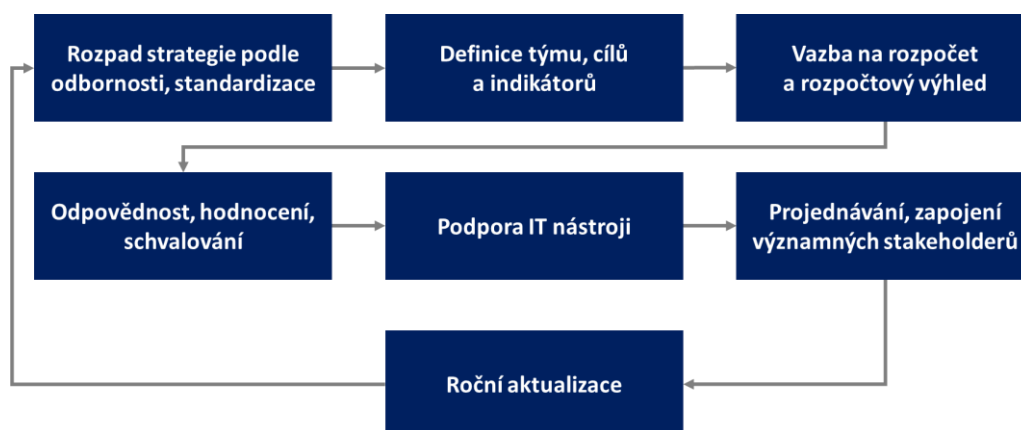 Rozpad strategie podle
odbornosti, standardizace
Definice týmu, cílů
a indikátorů
Vazba na rozpočet
a rozpočtový výhled
Odpovědnost, hodnocení,
schvalování
Podpora IT nástroji
Projednávání, zapojení
významných stakeholderů
Roční aktualizace